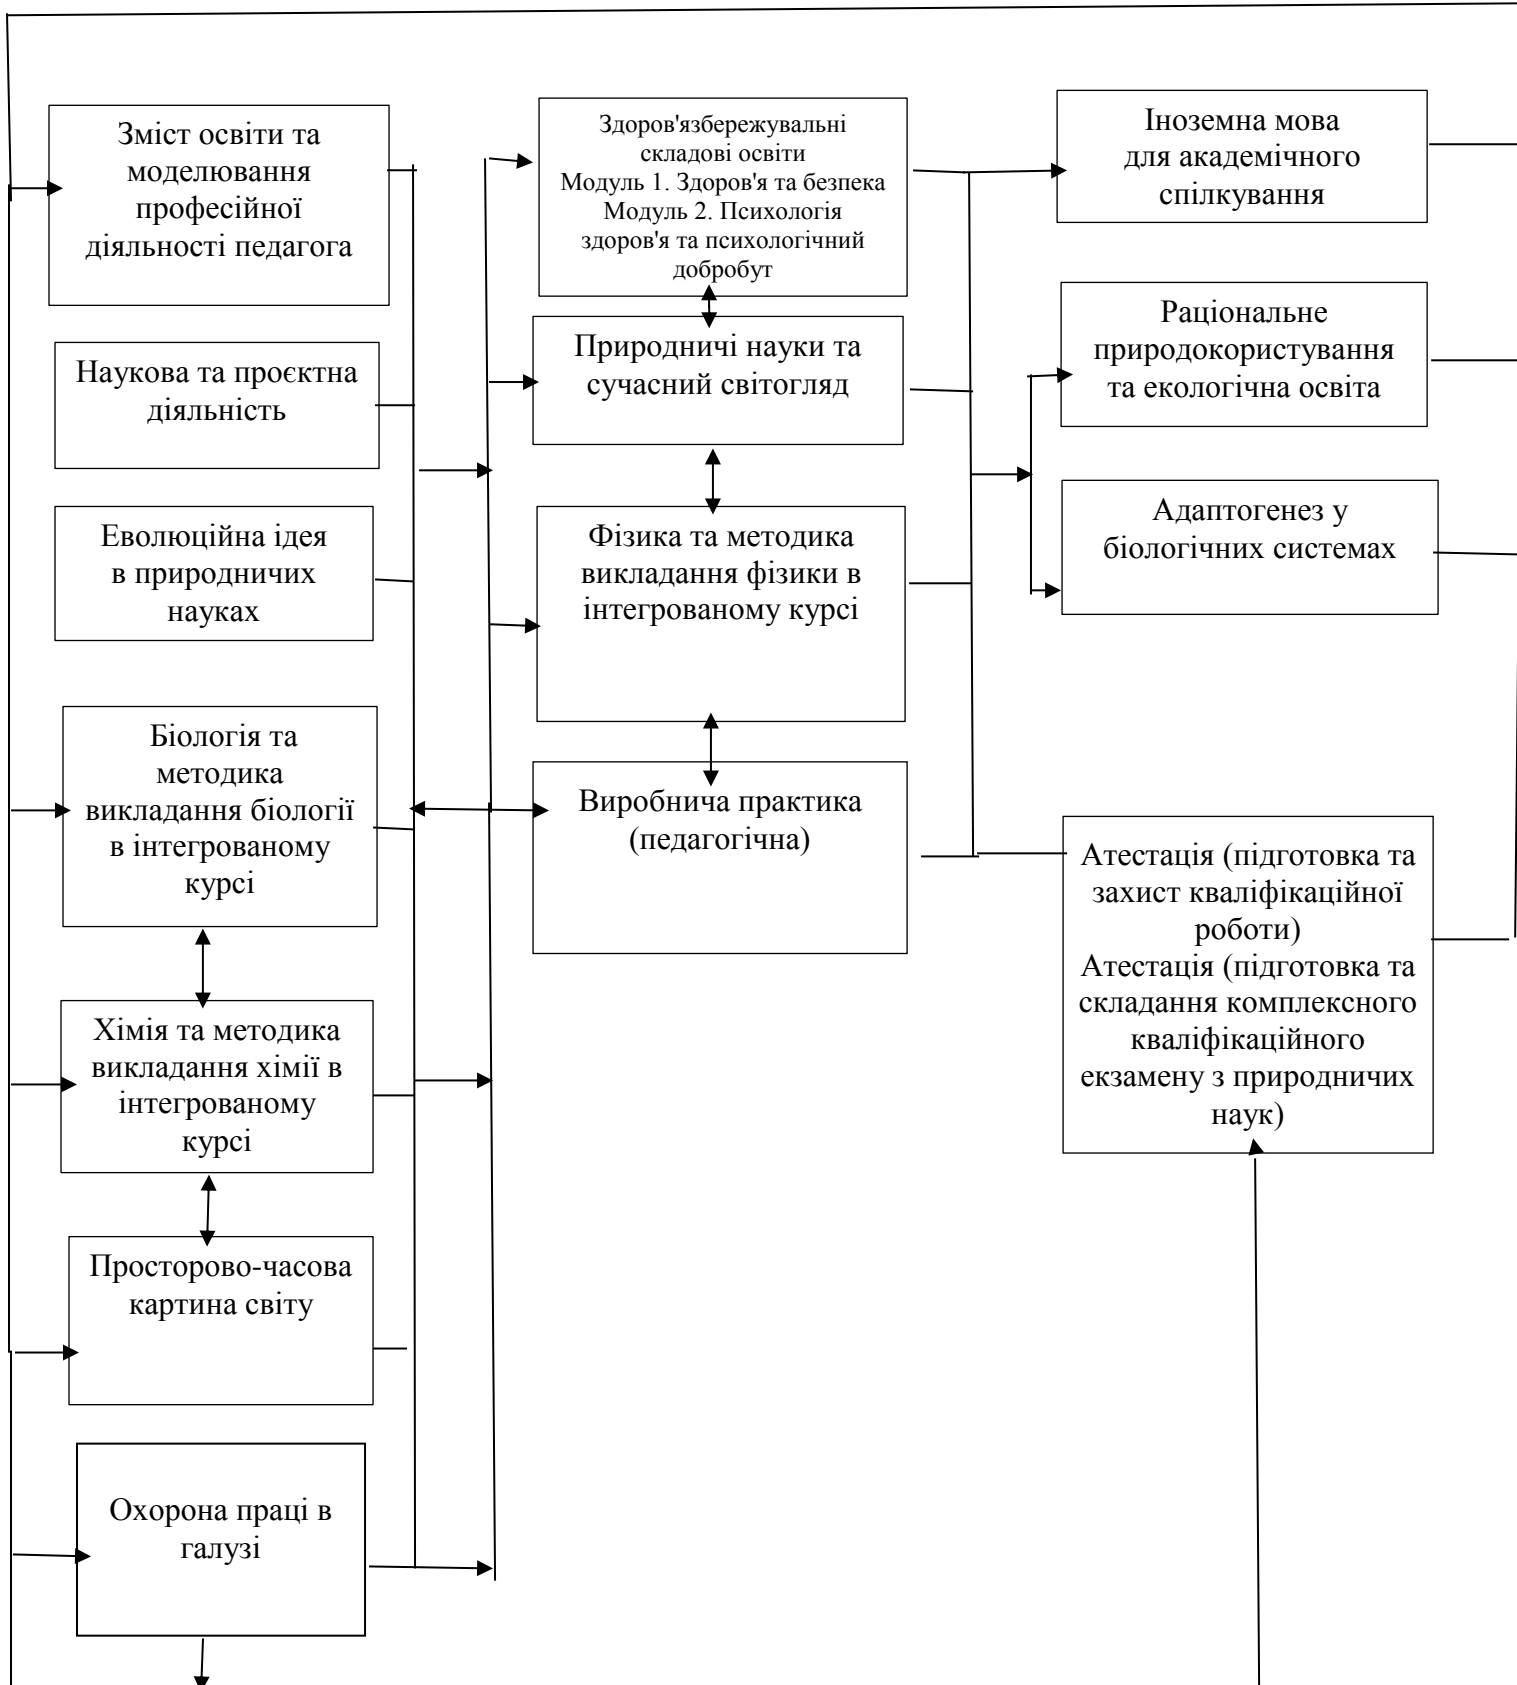 Зміст освіти та
моделювання
професійної
діяльності педагога
Наукова та проєктна
діяльність
Еволюційна ідея
в природничих
науках
Біологія та
методика
викладання біології
в інтегрованому
курсі
Хімія та методика
викладання хімії в
інтегрованому
курсі
Просторово-часова
картина світу
Охорона праці в
галузі
Здоров'язбережувальні
складові освіти
Модуль 1. Здоров'я та безпека
Модуль 2. Психологія
здоров'я та психологічний
добробут
Природничі науки та
сучасний світогляд
Фізика та методика
викладання фізики в
інтегрованому курсі
Виробнича практика
(педагогічна)
Іноземна мова
для академічного
спілкування
Раціональне
природокористування
та екологічна освіта
Адаптогенез у
біологічних системах
Атестація (підготовка та
захист кваліфікаційної
роботи)
Атестація (підготовка та
складання комплексного
кваліфікаційного
екзамену з природничих
наук)